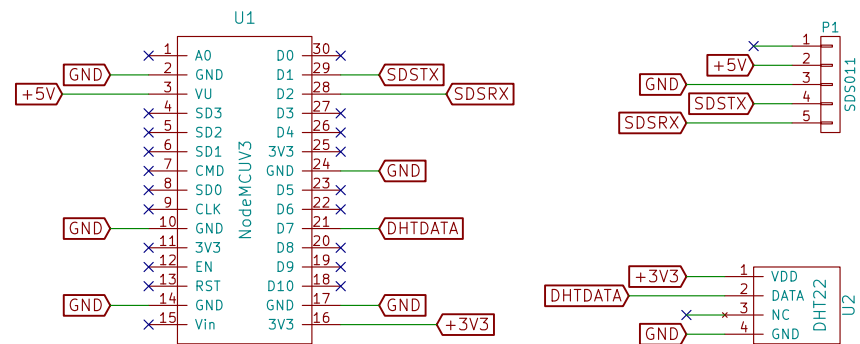 U1
1 A0 D0 30
GND 2 GND D1 29 SDSTX
+5V 3 VU D2 28 SDSRX
4 SD3 D3 27
5 SD2 D4 26
6 SD1 3V3 25
7 CMD GND 24 GND
8 SD0 D5 23
9 CLK D6 22
GND 10 GND D7 21 DHTDATA
11 3V3 D8 20
12 EN D9 19
13 RST D10 18
GND 14 GND GND 17 GND
15 Vin 3V3 16 +3V3
NodeMCUV3
P1
1
+5V 2
GND 3
SDSTX 4
SDSRX 5
SDS011
+3V3 1 VDD
DHTDATA 2 DATA
3 NC
GND 4 GND
DHT22
U2